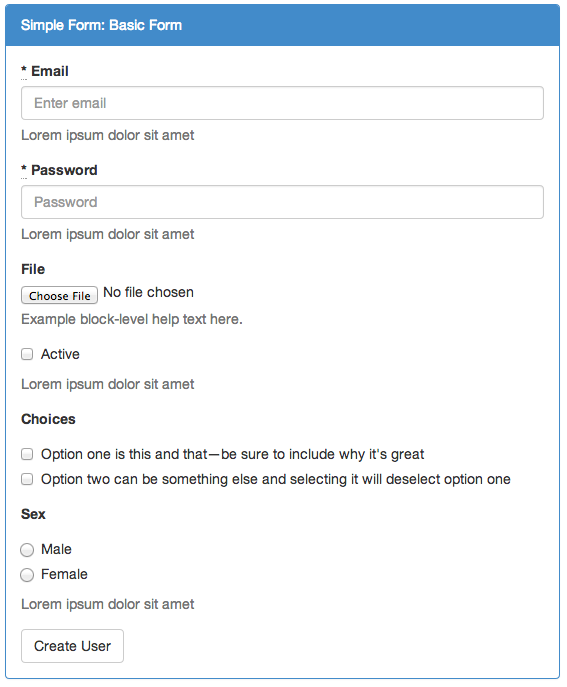 Simple Form: Basic Form
* Email
Enter email
Lorem ipsum dolor sit amet
* Password
Password
Lorem ipsum dolor sit amet
File
Choose File No file chosen
Example block-level help text here.
Active
Lorem ipsum dolor sit amet
Choices
Option one is this and that—be sure to include why it's great
Option two can be something else and selecting it will deselect option one
Sex
Male
Female
Lorem ipsum dolor sit amet
Create User